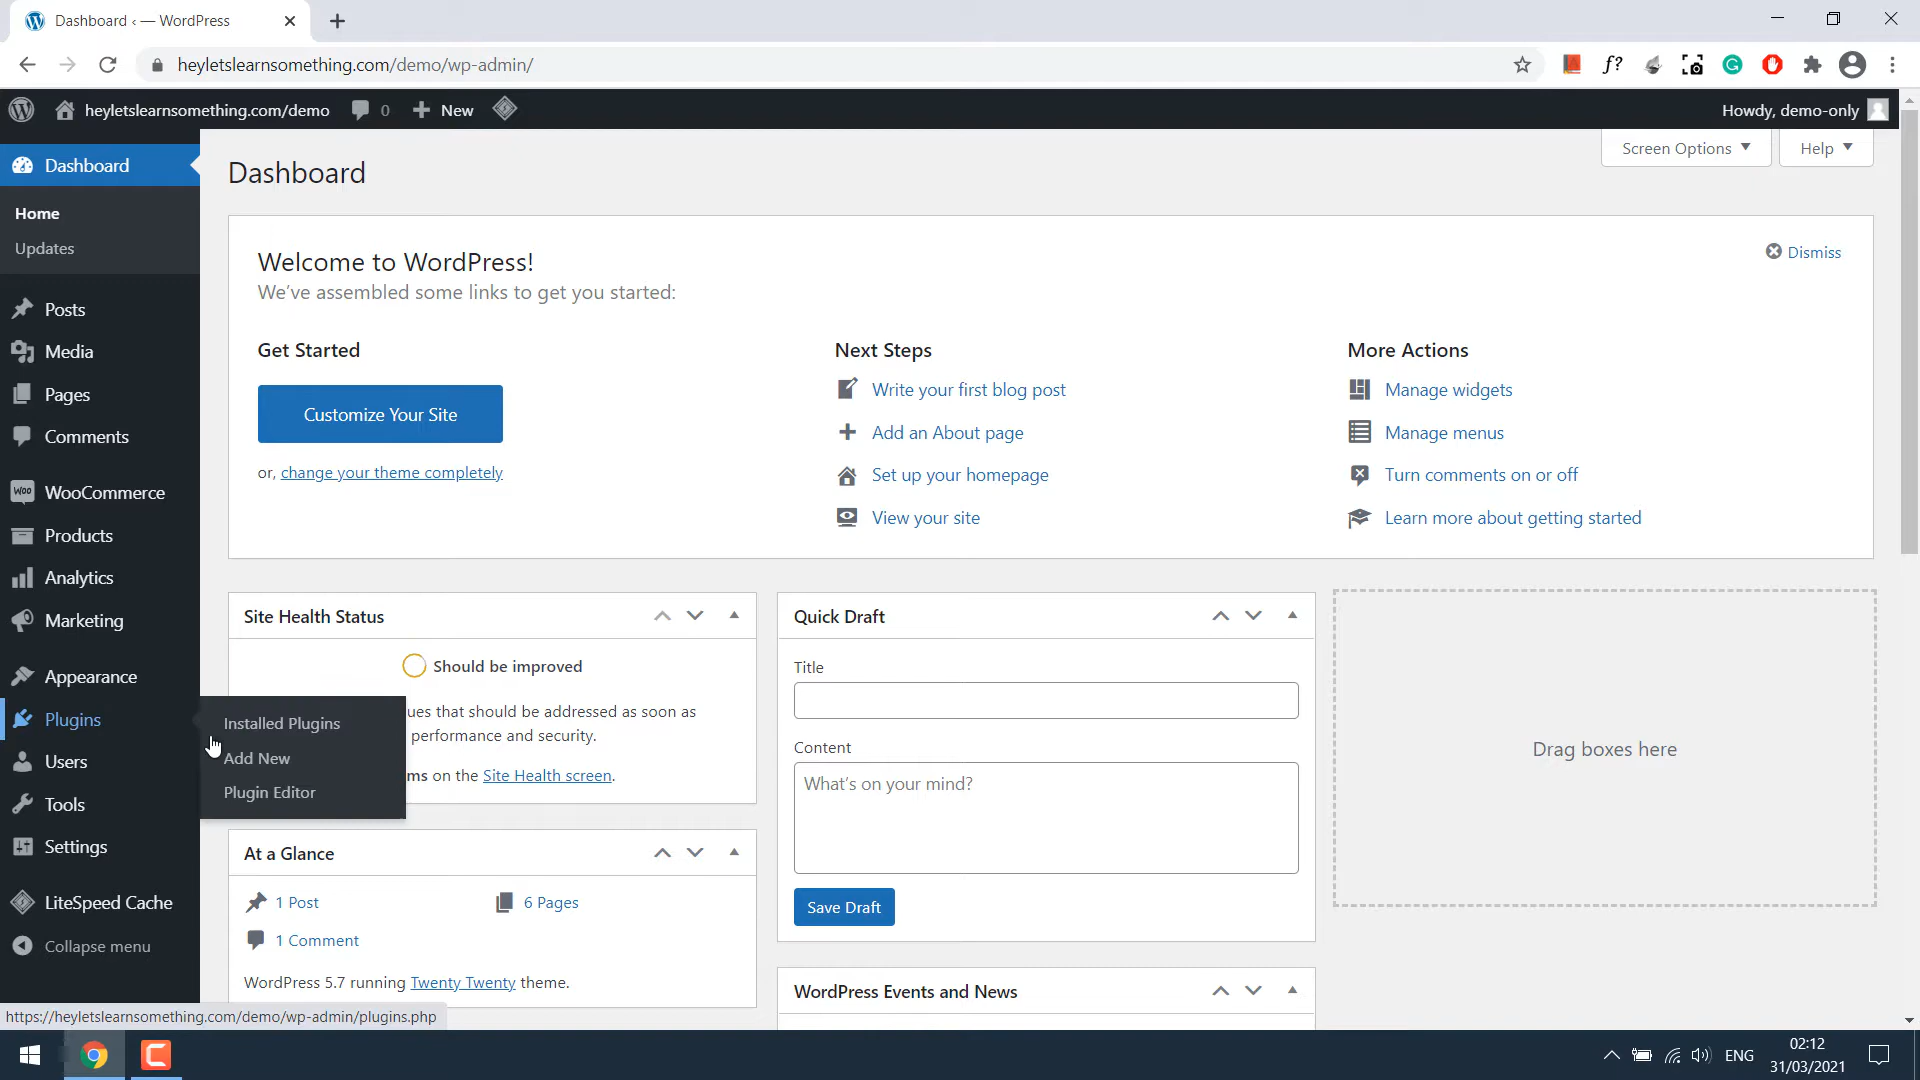 Dashboard ‹ — WordPress
heyletslearnsomething.com/demo/wp-admin/
f?
heyletslearnsomething.com/demo
0
New
Howdy, demo-only
Dashboard
Home
Updates
Posts
Media
Pages
Comments
Woo
WooCommerce
Products
Analytics
Marketing
Appearance
Plugins
Users
Tools
Settings
LiteSpeed Cache
Collapse menu
Installed Plugins
Add New
Plugin Editor
Dashboard
Screen Options
Help
Welcome to WordPress!
We've assembled some links to get you started:
Dismiss
Get Started
Customize Your Site
or, change your theme completely
Next Steps
Write your first blog post
Add an About page
Set up your homepage
View your site
More Actions
Manage widgets
Manage menus
Turn comments on or off
Learn more about getting started
Site Health Status
Should be improved
ues that should be addressed as soon as
performance and security.
ms on the Site Health screen.
At a Glance
1 Post
6 Pages
1 Comment
WordPress 5.7 running Twenty Twenty theme.
Quick Draft
Title
Content
What's on your mind?
Save Draft
WordPress Events and News
Drag boxes here
https://heyletslearnsomething.com/demo/wp-admin/plugins.php
ENG
02:12
31/03/2021